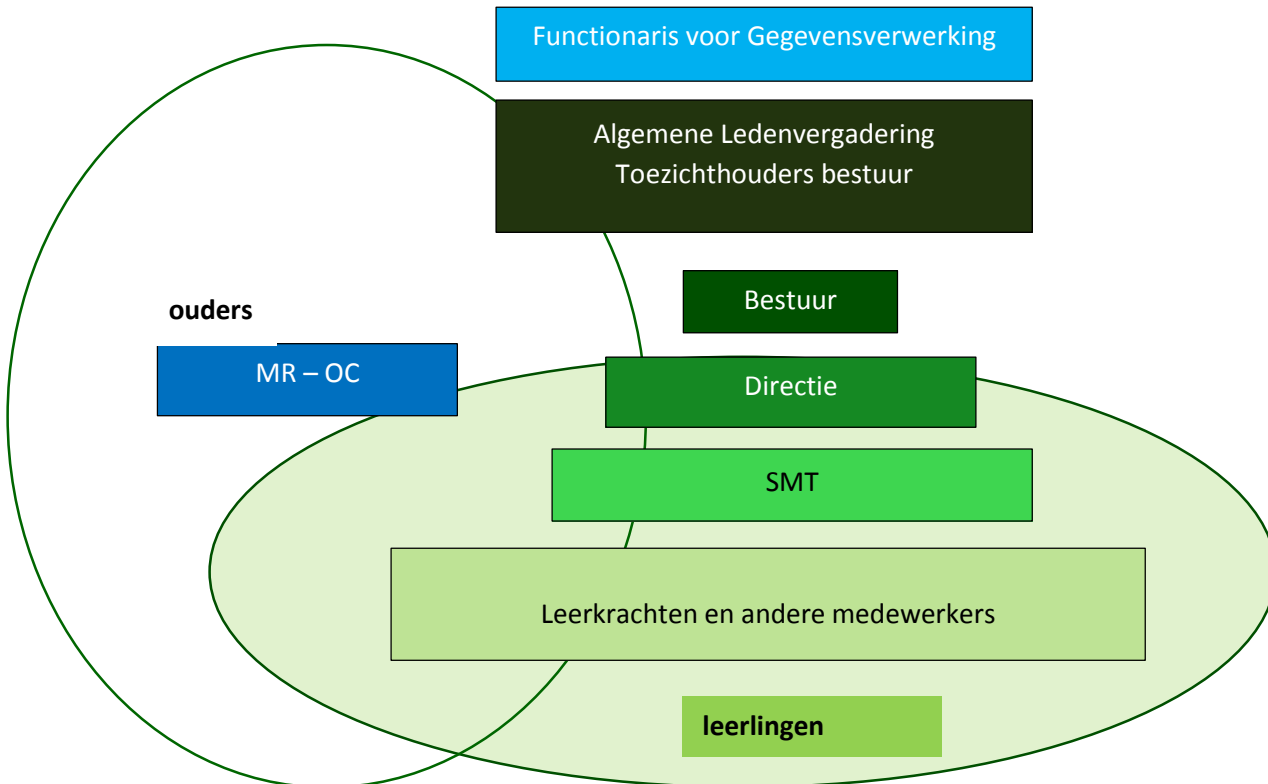 Functionaris voor Gegevensverwerking
Algemene Ledenvergadering
Toezichthouders bestuur
Bestuur
ouders
MR – OC
Directie
SMT
Leerkrachten en andere medewerkers
leerlingen